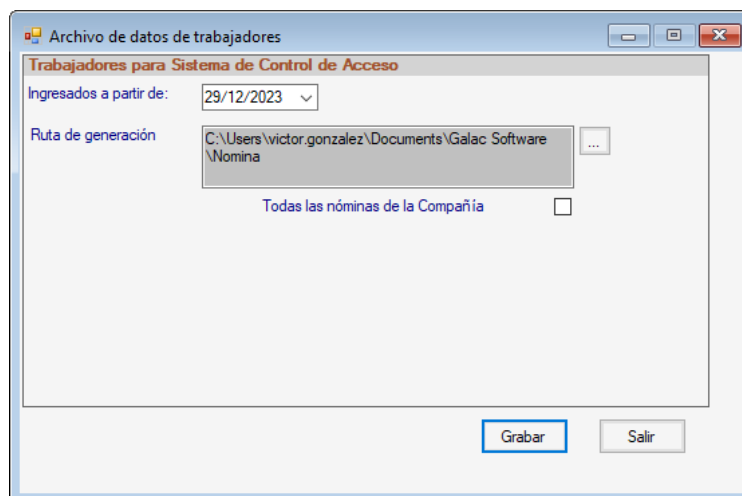 Archivo de datos de trabajadores
Trabajadores para Sistema de Control de Acceso
Ingresados a partir de: 29/12/2023
Ruta de generación C:\Users\victor.gonzalez\Documents\Galac Software
\Nomina ...
Todas las nóminas de la Compañía
Grabar Salir